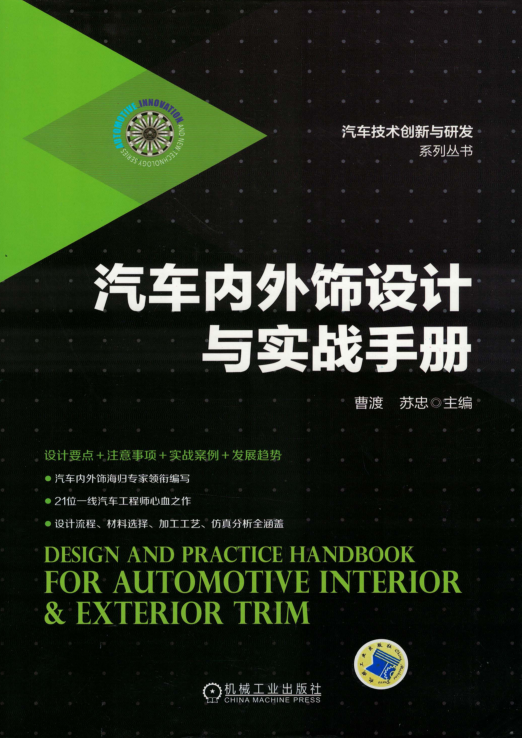 AUTOMOTIVE INNOVATION
AND NEW TECHNOLOGY SERIES
汽车技术创新与研发
系列丛书
汽车内外饰设计
与实战手册
曹渡 苏忠◎主编
设计要点+注意事项+实战案例+发展趋势
● 汽车内外饰海归专家领衔编写
● 21位一线汽车工程师心血之作
● 设计流程、材料选择、加工工艺、仿真分析全涵盖
DESIGN AND PRACTICE HANDBOOK
FOR AUTOMOTIVE INTERIOR
& EXTERIOR TRIM
机械工业出版社
CHINA MACHINE PRESS